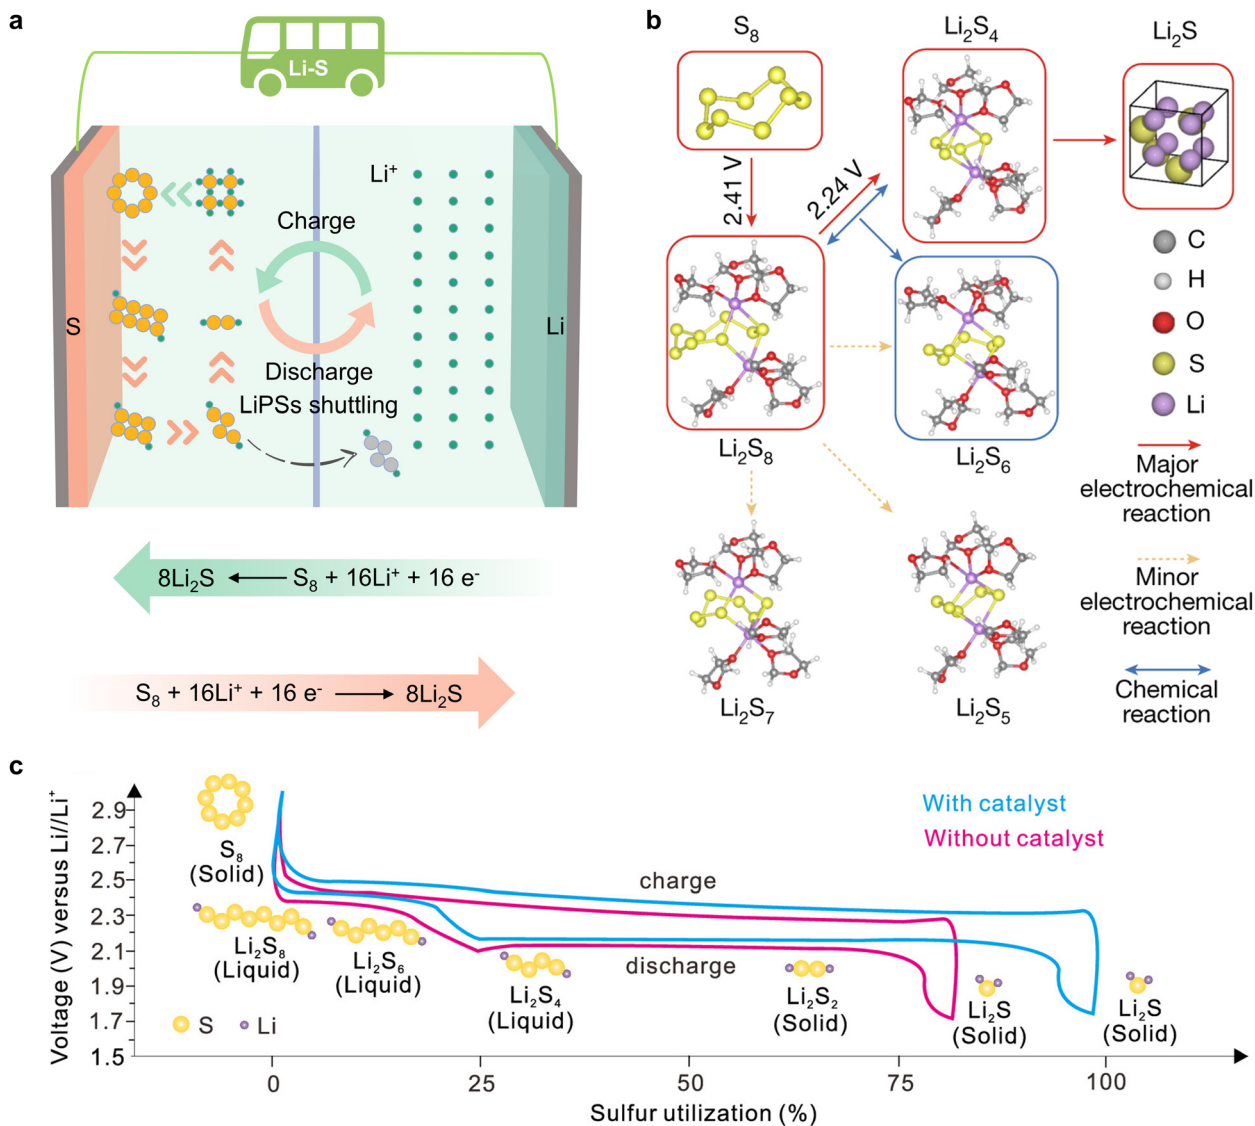 a
Li-S
Li⁺
Charge
S
Li
Discharge
LiPSs shuttling
8Li₂S ← S₈ + 16Li⁺ + 16 e⁻
S₈ + 16Li⁺ + 16 e⁻ → 8Li₂S
b
S₈
Li₂S₄
Li₂S
2.41 V
2.24 V
Li₂S₈
Li₂S₆
Li₂S₇
Li₂S₅
C
H
O
S
Li
Major
electrochemical
reaction
Minor
electrochemical
reaction
Chemical
reaction
c
Voltage (V) versus Li//Li⁺
2.9
2.7
2.5
2.3
2.1
1.9
1.7
1.5
S₈
(Solid)
Li₂S₈
(Liquid)
Li₂S₆
(Liquid)
Li₂S₄
(Liquid)
Li₂S₂
(Solid)
Li₂S
(Solid)
Li₂S
(Solid)
With catalyst
Without catalyst
charge
discharge
S
Li
0
25
50
75
100
Sulfur utilization (%)